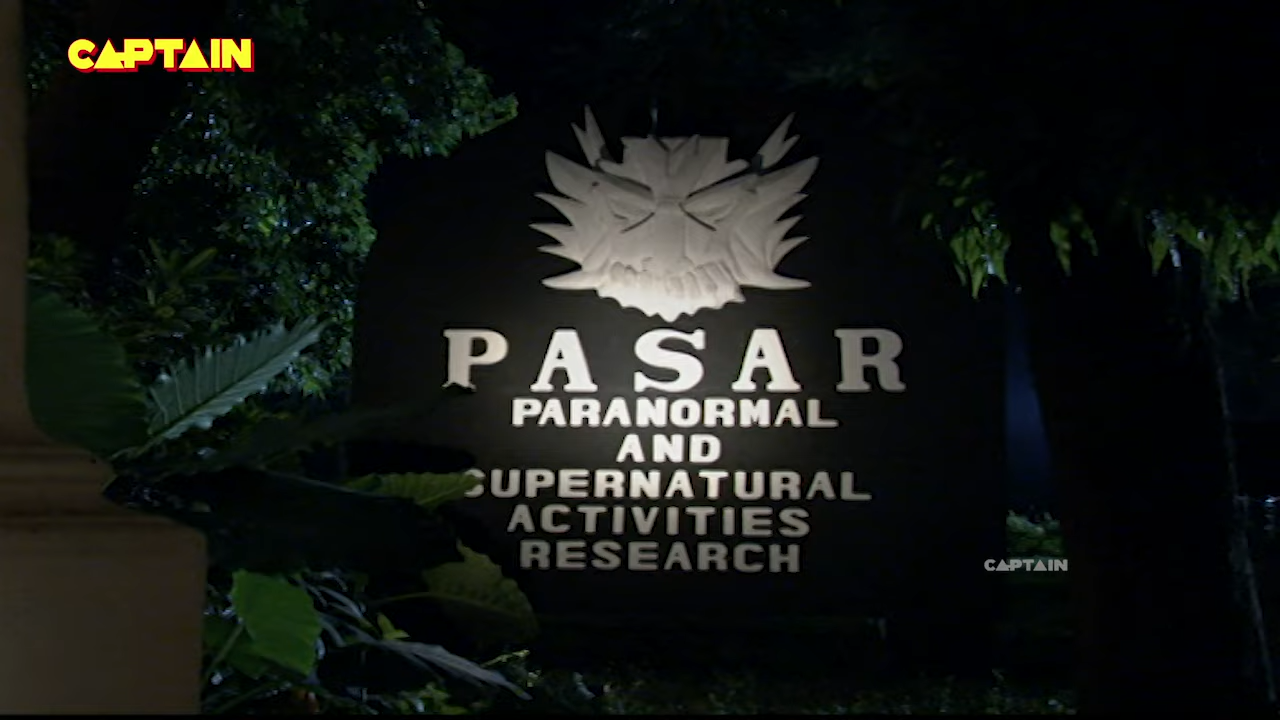 CAPTAIN
PASAR
PARANORMAL
AND
SUPERNATURAL
ACTIVITIES
RESEARCH
CAPTAIN